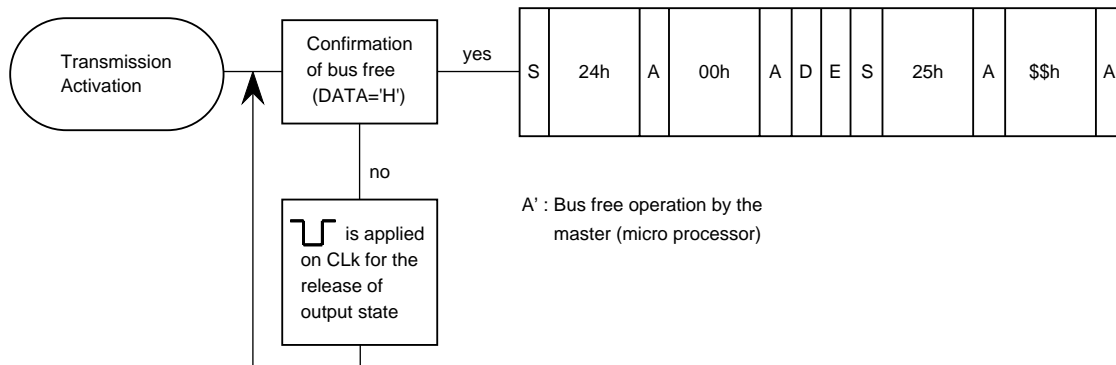 Transmission
Activation
Confirmation
of bus free
(DATA='H')
yes
S 24h A 00h A D E S 25h A $$h A
no
is applied
on CLk for the
release of
output state
A' : Bus free operation by the
master (micro processor)